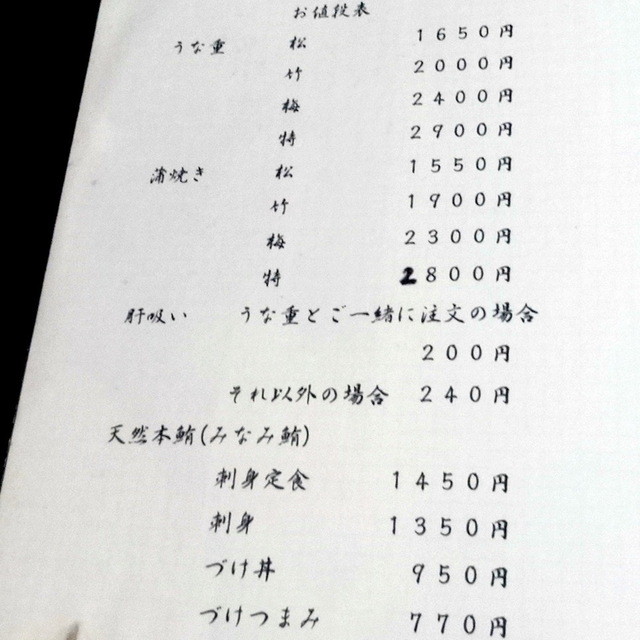 お値段表
うな重 松 1650円
竹 2000円
梅 2400円
特 2900円
蒲焼き 松 1550円
竹 1900円
梅 2300円
特 2800円
肝吸い うな重とご一緒に注文の場合
200円
それ以外の場合 240円
天然本鮪(みなみ鮪)
刺身定食 1450円
刺身 1350円
づけ丼 950円
づけつまみ 770円